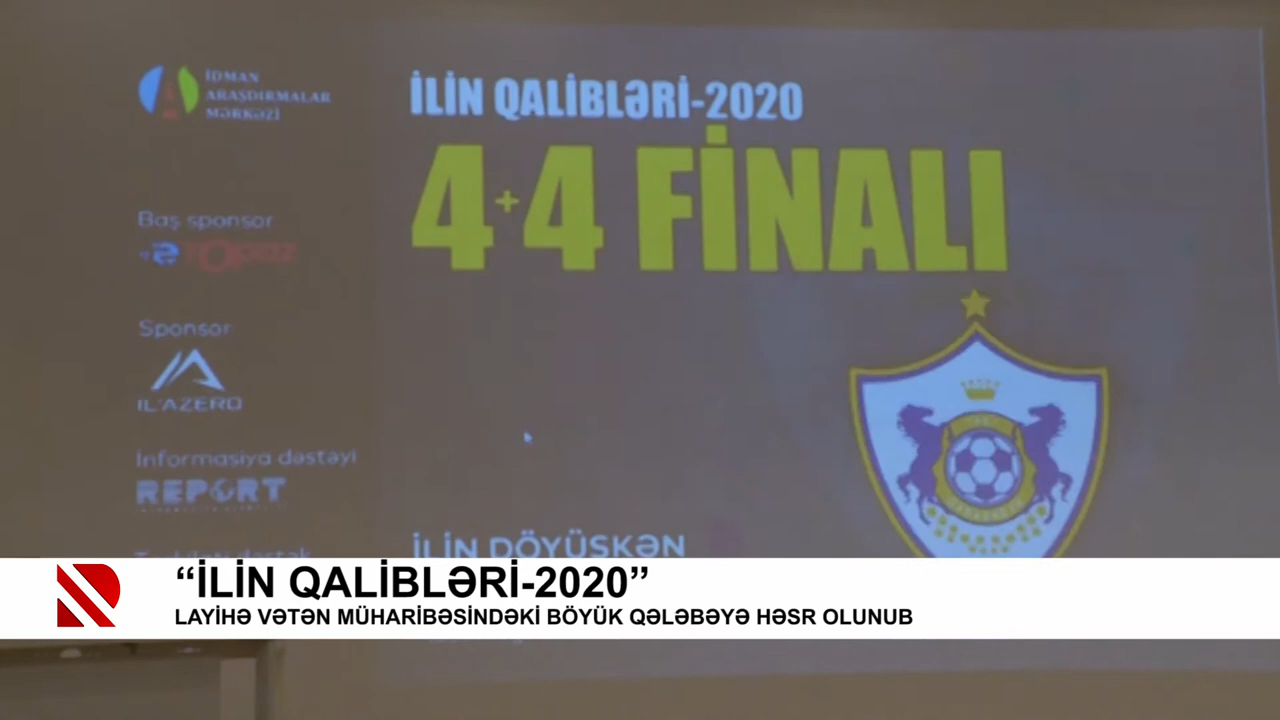 İDMAN
ARAŞDIRMALAR
MƏRKƏZİ
İLİN QALİBLƏRİ-2020
4+4 FİNALI
Baş sponsor
Topaz
Sponsor
IL'AZERO
İnformasiya dəstəyi
REPORT
İLİN DÖYÜŞKƏN
“İLİN QALİBLƏRİ-2020”
LAYİHƏ VƏTƏN MÜHARİBƏSİNDƏKİ BÖYÜK QƏLƏBƏYƏ HƏSR OLUNUB